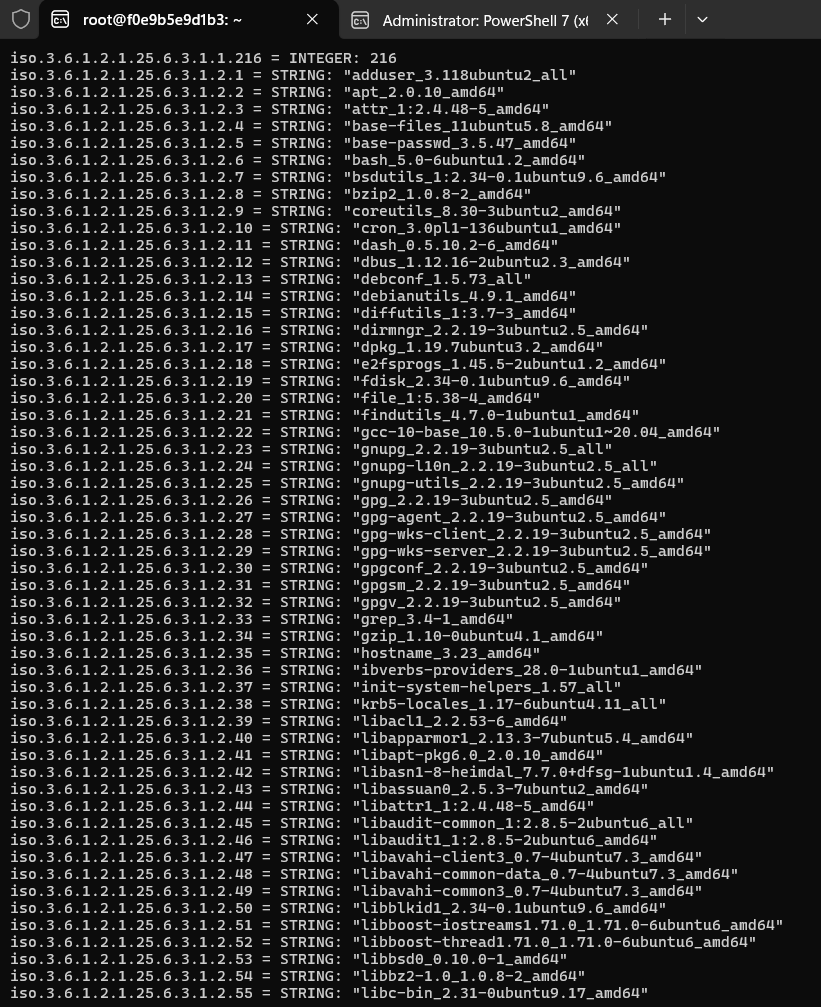 root@f0e9b5e9d1b3: ~
Administrator: PowerShell 7 (x6
iso.3.6.1.2.1.25.6.3.1.1.216 = INTEGER: 216
iso.3.6.1.2.1.25.6.3.1.2.1 = STRING: "adduser_3.118ubuntu2_all"
iso.3.6.1.2.1.25.6.3.1.2.2 = STRING: "apt_2.0.10_amd64"
iso.3.6.1.2.1.25.6.3.1.2.3 = STRING: "attr_1:2.4.48-5_amd64"
iso.3.6.1.2.1.25.6.3.1.2.4 = STRING: "base-files_11ubuntu5.8_amd64"
iso.3.6.1.2.1.25.6.3.1.2.5 = STRING: "base-passwd_3.5.47_amd64"
iso.3.6.1.2.1.25.6.3.1.2.6 = STRING: "bash_5.0-6ubuntu1.2_amd64"
iso.3.6.1.2.1.25.6.3.1.2.7 = STRING: "bsdutils_1:2.34-0.1ubuntu9.6_amd64"
iso.3.6.1.2.1.25.6.3.1.2.8 = STRING: "bzip2_1.0.8-2_amd64"
iso.3.6.1.2.1.25.6.3.1.2.9 = STRING: "coreutils_8.30-3ubuntu2_amd64"
iso.3.6.1.2.1.25.6.3.1.2.10 = STRING: "cron_3.0pl1-136ubuntu1_amd64"
iso.3.6.1.2.1.25.6.3.1.2.11 = STRING: "dash_0.5.10.2-6_amd64"
iso.3.6.1.2.1.25.6.3.1.2.12 = STRING: "dbus_1.12.16-2ubuntu2.3_amd64"
iso.3.6.1.2.1.25.6.3.1.2.13 = STRING: "debconf_1.5.73_all"
iso.3.6.1.2.1.25.6.3.1.2.14 = STRING: "debianutils_4.9.1_amd64"
iso.3.6.1.2.1.25.6.3.1.2.15 = STRING: "diffutils_1:3.7-3_amd64"
iso.3.6.1.2.1.25.6.3.1.2.16 = STRING: "dirmngr_2.2.19-3ubuntu2.5_amd64"
iso.3.6.1.2.1.25.6.3.1.2.17 = STRING: "dpkg_1.19.7ubuntu3.2_amd64"
iso.3.6.1.2.1.25.6.3.1.2.18 = STRING: "e2fsprogs_1.45.5-2ubuntu1.2_amd64"
iso.3.6.1.2.1.25.6.3.1.2.19 = STRING: "fdisk_2.34-0.1ubuntu9.6_amd64"
iso.3.6.1.2.1.25.6.3.1.2.20 = STRING: "file_1:5.38-4_amd64"
iso.3.6.1.2.1.25.6.3.1.2.21 = STRING: "findutils_4.7.0-1ubuntu1_amd64"
iso.3.6.1.2.1.25.6.3.1.2.22 = STRING: "gcc-10-base_10.5.0-1ubuntu1~20.04_amd64"
iso.3.6.1.2.1.25.6.3.1.2.23 = STRING: "gnupg_2.2.19-3ubuntu2.5_all"
iso.3.6.1.2.1.25.6.3.1.2.24 = STRING: "gnupg-l10n_2.2.19-3ubuntu2.5_all"
iso.3.6.1.2.1.25.6.3.1.2.25 = STRING: "gnupg-utils_2.2.19-3ubuntu2.5_amd64"
iso.3.6.1.2.1.25.6.3.1.2.26 = STRING: "gpg_2.2.19-3ubuntu2.5_amd64"
iso.3.6.1.2.1.25.6.3.1.2.27 = STRING: "gpg-agent_2.2.19-3ubuntu2.5_amd64"
iso.3.6.1.2.1.25.6.3.1.2.28 = STRING: "gpg-wks-client_2.2.19-3ubuntu2.5_amd64"
iso.3.6.1.2.1.25.6.3.1.2.29 = STRING: "gpg-wks-server_2.2.19-3ubuntu2.5_amd64"
iso.3.6.1.2.1.25.6.3.1.2.30 = STRING: "gpgconf_2.2.19-3ubuntu2.5_amd64"
iso.3.6.1.2.1.25.6.3.1.2.31 = STRING: "gpgsm_2.2.19-3ubuntu2.5_amd64"
iso.3.6.1.2.1.25.6.3.1.2.32 = STRING: "gpgv_2.2.19-3ubuntu2.5_amd64"
iso.3.6.1.2.1.25.6.3.1.2.33 = STRING: "grep_3.4-1_amd64"
iso.3.6.1.2.1.25.6.3.1.2.34 = STRING: "gzip_1.10-0ubuntu4.1_amd64"
iso.3.6.1.2.1.25.6.3.1.2.35 = STRING: "hostname_3.23_amd64"
iso.3.6.1.2.1.25.6.3.1.2.36 = STRING: "ibverbs-providers_28.0-1ubuntu1_amd64"
iso.3.6.1.2.1.25.6.3.1.2.37 = STRING: "init-system-helpers_1.57_all"
iso.3.6.1.2.1.25.6.3.1.2.38 = STRING: "krb5-locales_1.17-6ubuntu4.11_all"
iso.3.6.1.2.1.25.6.3.1.2.39 = STRING: "libacl1_2.2.53-6_amd64"
iso.3.6.1.2.1.25.6.3.1.2.40 = STRING: "libapparmor1_2.13.3-7ubuntu5.4_amd64"
iso.3.6.1.2.1.25.6.3.1.2.41 = STRING: "libapt-pkg6.0_2.0.10_amd64"
iso.3.6.1.2.1.25.6.3.1.2.42 = STRING: "libasn1-8-heimdal_7.7.0+dfsg-1ubuntu1.4_amd64"
iso.3.6.1.2.1.25.6.3.1.2.43 = STRING: "libassuan0_2.5.3-7ubuntu2_amd64"
iso.3.6.1.2.1.25.6.3.1.2.44 = STRING: "libattr1_1:2.4.48-5_amd64"
iso.3.6.1.2.1.25.6.3.1.2.45 = STRING: "libaudit-common_1:2.8.5-2ubuntu6_all"
iso.3.6.1.2.1.25.6.3.1.2.46 = STRING: "libaudit1_1:2.8.5-2ubuntu6_amd64"
iso.3.6.1.2.1.25.6.3.1.2.47 = STRING: "libavahi-client3_0.7-4ubuntu7.3_amd64"
iso.3.6.1.2.1.25.6.3.1.2.48 = STRING: "libavahi-common-data_0.7-4ubuntu7.3_amd64"
iso.3.6.1.2.1.25.6.3.1.2.49 = STRING: "libavahi-common3_0.7-4ubuntu7.3_amd64"
iso.3.6.1.2.1.25.6.3.1.2.50 = STRING: "libblkid1_2.34-0.1ubuntu9.6_amd64"
iso.3.6.1.2.1.25.6.3.1.2.51 = STRING: "libboost-iostreams1.71.0_1.71.0-6ubuntu6_amd64"
iso.3.6.1.2.1.25.6.3.1.2.52 = STRING: "libboost-thread1.71.0_1.71.0-6ubuntu6_amd64"
iso.3.6.1.2.1.25.6.3.1.2.53 = STRING: "libbsd0_0.10.0-1_amd64"
iso.3.6.1.2.1.25.6.3.1.2.54 = STRING: "libbz2-1.0_1.0.8-2_amd64"
iso.3.6.1.2.1.25.6.3.1.2.55 = STRING: "libc-bin_2.31-0ubuntu9.17_amd64"